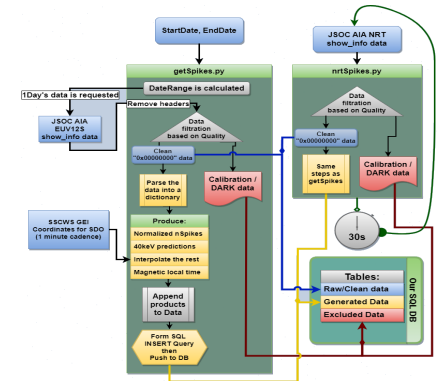 StartDate, EndDate
JSOC AIA NRT
show_info data
getSpikes.py
nrtSpikes.py
DateRange is calculated
1Day's data is requested
Remove headers
JSOC AIA
EUV12S
show_info data
Data
filtration
based on Quality
Data
filtration
based on Quality
Clean
"0x00000000" data
Clean
"0x00000000" data
Parse the
data into a
dictionary
Calibration /
DARK data
Same
steps as
getSpikes
Calibration /
DARK data
SSCWS GEI
Coordinates for SDO
(1 minute cadence)
Produce:
Normalized nSpikes
40keV predictions
Interpolate the rest
Magnetic local time
30s
Append
products
to Data
Tables:
Raw/Clean data
Generated Data
Excluded Data
Our SQL DB
Form SQL
INSERT Query
then
Push to DB